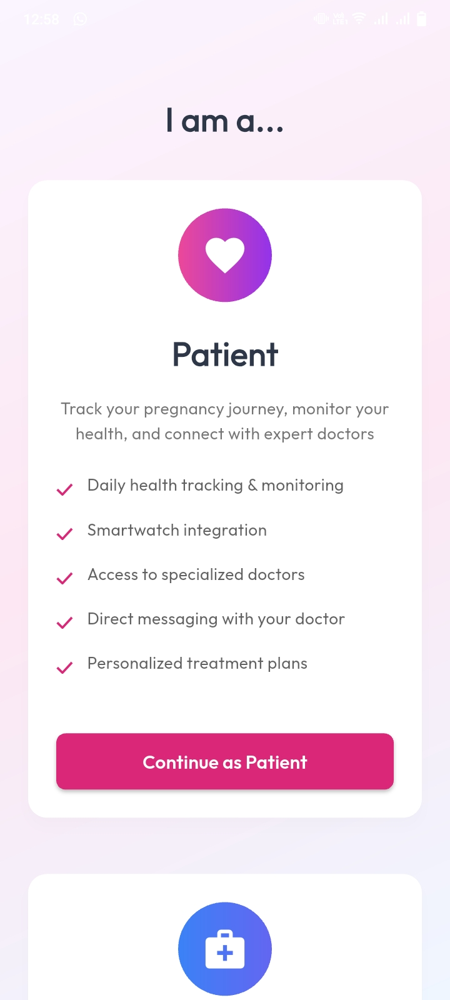 12:58
I am a...
Patient
Track your pregnancy journey, monitor your
health, and connect with expert doctors
Daily health tracking & monitoring
Smartwatch integration
Access to specialized doctors
Direct messaging with your doctor
Personalized treatment plans
Continue as Patient